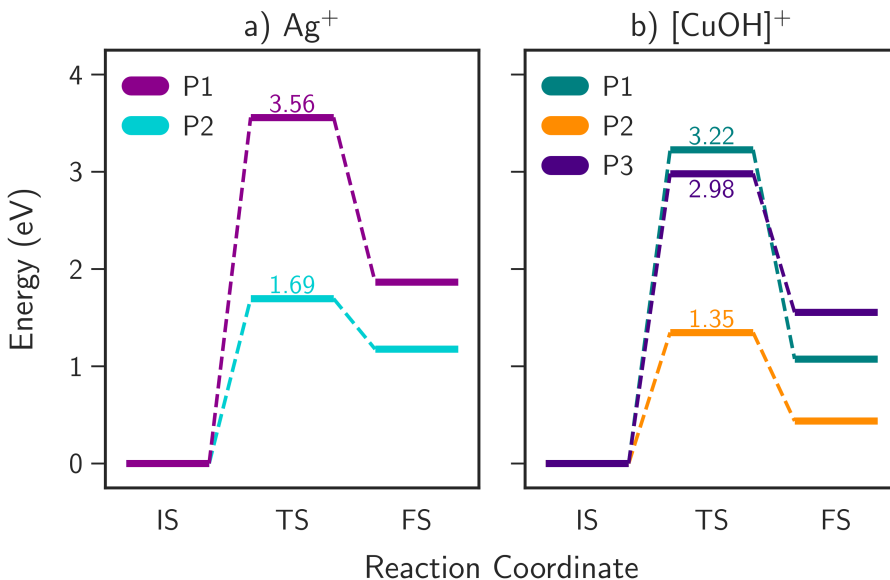 a) Ag⁺
b) [CuOH]⁺
Energy (eV)
4
3
2
1
0
P1
P2
3.56
1.69
P1
P2
P3
3.22
2.98
1.35
IS TS FS
IS TS FS
Reaction Coordinate